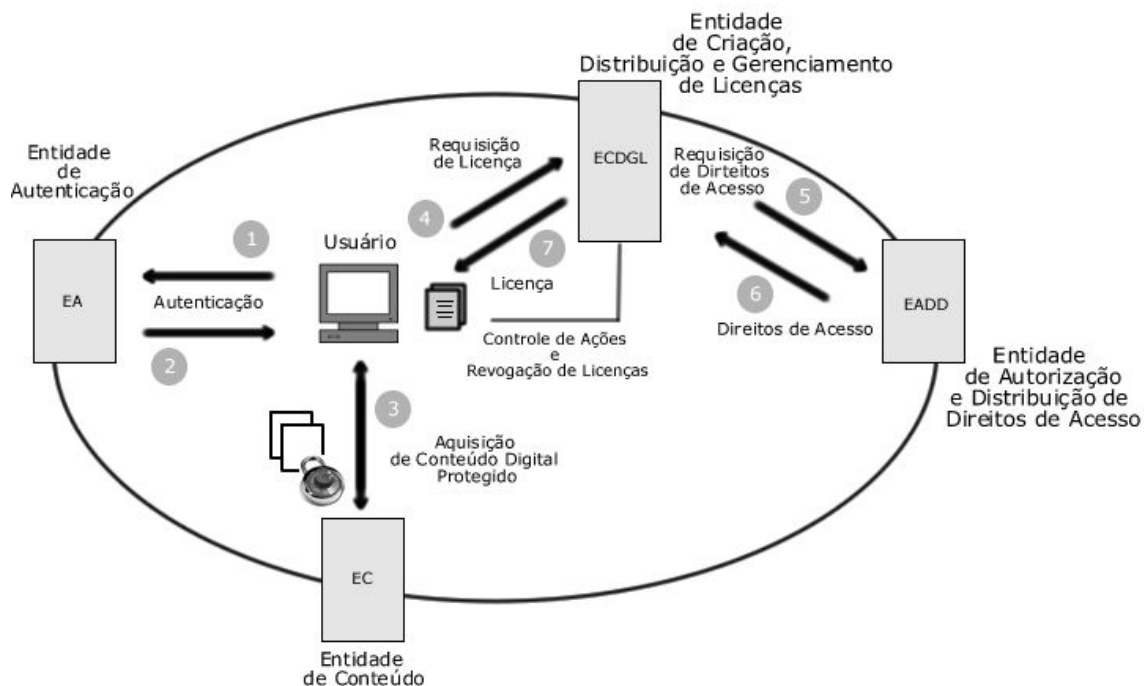 Entidade
de Criação,
Distribuição e Gerenciamento
de Licenças
ECDGL
Entidade
de
Autenticação
EA
Requisição
de Licença
4
7
Licença
Requisição
de Dirteitos
de Acesso
5
6
Direitos de Acesso
EADD
Entidade
de Autorização
e Distribuição de
Direitos de Acesso
1
Autenticação
2
Usuário
Controle de Ações
e
Revogação de Licenças
3
Aquisição
de Conteúdo Digital
Protegido
EC
Entidade
de Conteúdo